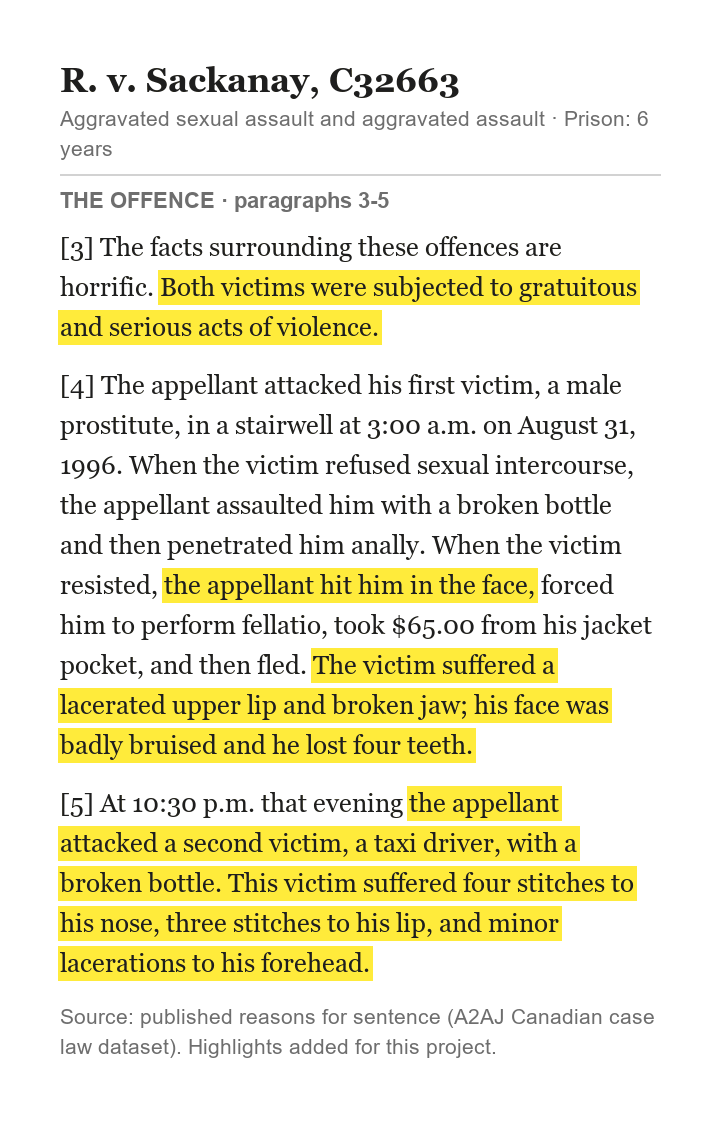 R. v. Sackanay, C32663
Aggravated sexual assault and aggravated assault · Prison: 6
years
THE OFFENCE · paragraphs 3-5
[3] The facts surrounding these offences are
horrific. Both victims were subjected to gratuitous
and serious acts of violence.
[4] The appellant attacked his first victim, a male
prostitute, in a stairwell at 3:00 a.m. on August 31,
1996. When the victim refused sexual intercourse,
the appellant assaulted him with a broken bottle
and then penetrated him anally. When the victim
resisted, the appellant hit him in the face, forced
him to perform fellatio, took $65.00 from his jacket
pocket, and then fled. The victim suffered a
lacerated upper lip and broken jaw; his face was
badly bruised and he lost four teeth.
[5] At 10:30 p.m. that evening the appellant
attacked a second victim, a taxi driver, with a
broken bottle. This victim suffered four stitches to
his nose, three stitches to his lip, and minor
lacerations to his forehead.
Source: published reasons for sentence (A2AJ Canadian case
law dataset). Highlights added for this project.